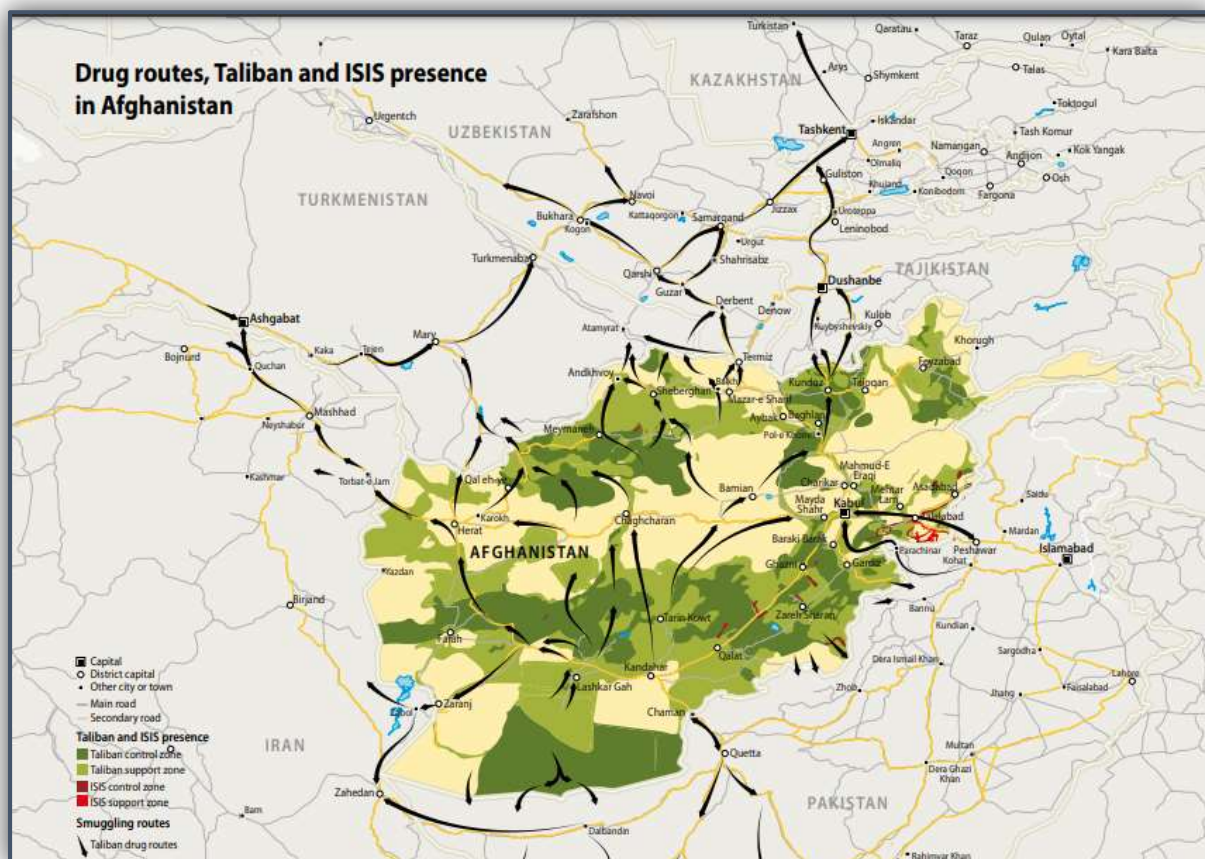 Drug routes, Taliban and ISIS presence
in Afghanistan
Turkistan
Qaratau
Taraz
Qulan
Oytal
Kara Balta
KAZAKHSTAN
Arys
Shymkent
Talas
Urgentch
Zarafshon
Toktogul
UZBEKISTAN
Tashkent
Iskandar
Tash Komur
Angren
Namangan
Andijon
Kok Yangak
Olmaliq
Guliston
Khujand
Qoqon
Osh
Konibodom
Fargona
TURKMENISTAN
Navoi
Bukhara
Kogon
Kattaqorgon
Samarqand
Jizzax
Uroteppa
Leninobod
Urgut
Turkmenaba
Qarshi
Shahrisabz
TAJIKISTAN
Guzar
Dushanbe
Derbent
Denow
Kuybyshevskiy
Kulob
Ashgabat
Atamyrat
Khorugh
Mary
Bojnurd
Kaka
Tejen
Termiz
Feyzabad
Quchan
Andkhvoy
Sheberghan
Balkh
Mazar-e Sharif
Kunduz
Taloqan
Mashhad
Neyshabur
Aybak
Baghlan
Meymaneh
Pol-e Khomri
Kashmar
Torbat-e Jam
Mahmud-E
Eraqi
Charikar
Mehtar
Lam
Asadabad
Saidu
Bamian
Mayda
Shahr
Kabul
Karokh
Herat
Chaghcharan
Mardan
AFGHANISTAN
Baraki Barak
Parachinar
Peshawar
Kohat
Islamabad
Yazdan
Ghazni
Gardiz
Birjand
Bannu
Tarin Kowt
Zareh Sharan
Kundian
Farah
Qalat
Sargodha
Kandahar
Dera Ismail Khan
Lashkar Gah
Zhob
Jhang
Faisalabad
Lahore
Zaranj
Chaman
IRAN
Quetta
Multan
Dera Ghazi
Khan
Zahedan
PAKISTAN
Bam
Dalbandin
Rahimyar Khan
Capital
District capital
Other city or town
Main road
Secondary road
Taliban and ISIS presence
Taliban control zone
Taliban support zone
ISIS control zone
ISIS support zone
Smuggling routes
Taliban drug routes